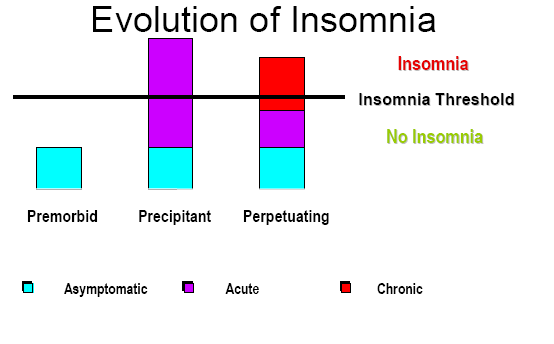 Evolution of Insomnia
Insomnia
Insomnia Threshold
No Insomnia
Premorbid Precipitant Perpetuating
Asymptomatic Acute Chronic